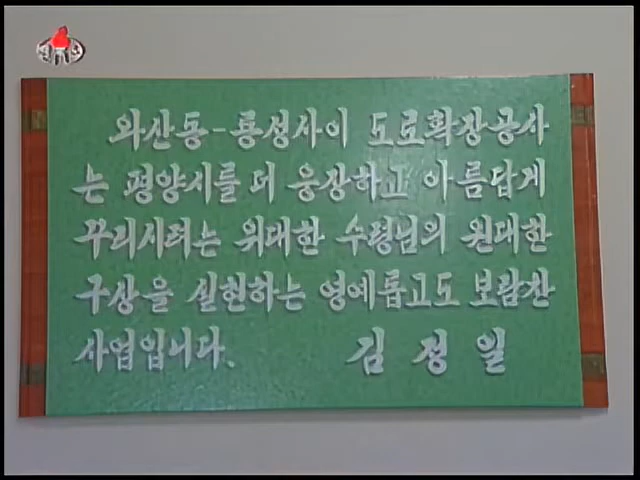 와산동-룡성사이 도로확장공사
는 평양시를 더 웅장하고 아름답게
꾸리시려는 위대한 수령님의 원대한
구상을 실현하는 영예롭고도 보람찬
사업입니다.
김정일